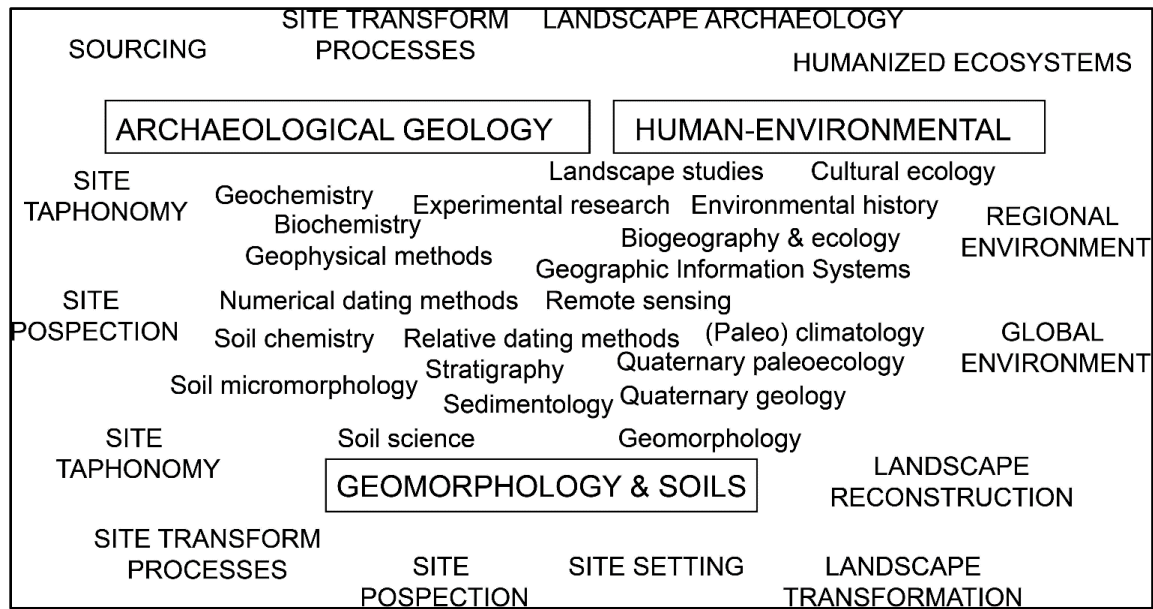 SITE TRANSFORM
PROCESSES
LANDSCAPE ARCHAEOLOGY
SOURCING
HUMANIZED ECOSYSTEMS
ARCHAEOLOGICAL GEOLOGY
HUMAN-ENVIRONMENTAL
Landscape studies
Cultural ecology
SITE
TAPHONOMY
Geochemistry
Experimental research
Environmental history
Biochemistry
REGIONAL
ENVIRONMENT
Biogeography & ecology
Geophysical methods
Geographic Information Systems
SITE
POSPECTION
Numerical dating methods
Remote sensing
Soil chemistry
Relative dating methods
(Paleo) climatology
GLOBAL
ENVIRONMENT
Stratigraphy
Quaternary paleoecology
Soil micromorphology
Sedimentology
Quaternary geology
SITE
TAPHONOMY
Soil science
Geomorphology
GEOMORPHOLOGY & SOILS
LANDSCAPE
RECONSTRUCTION
SITE TRANSFORM
PROCESSES
SITE
POSPECTION
SITE SETTING
LANDSCAPE
TRANSFORMATION